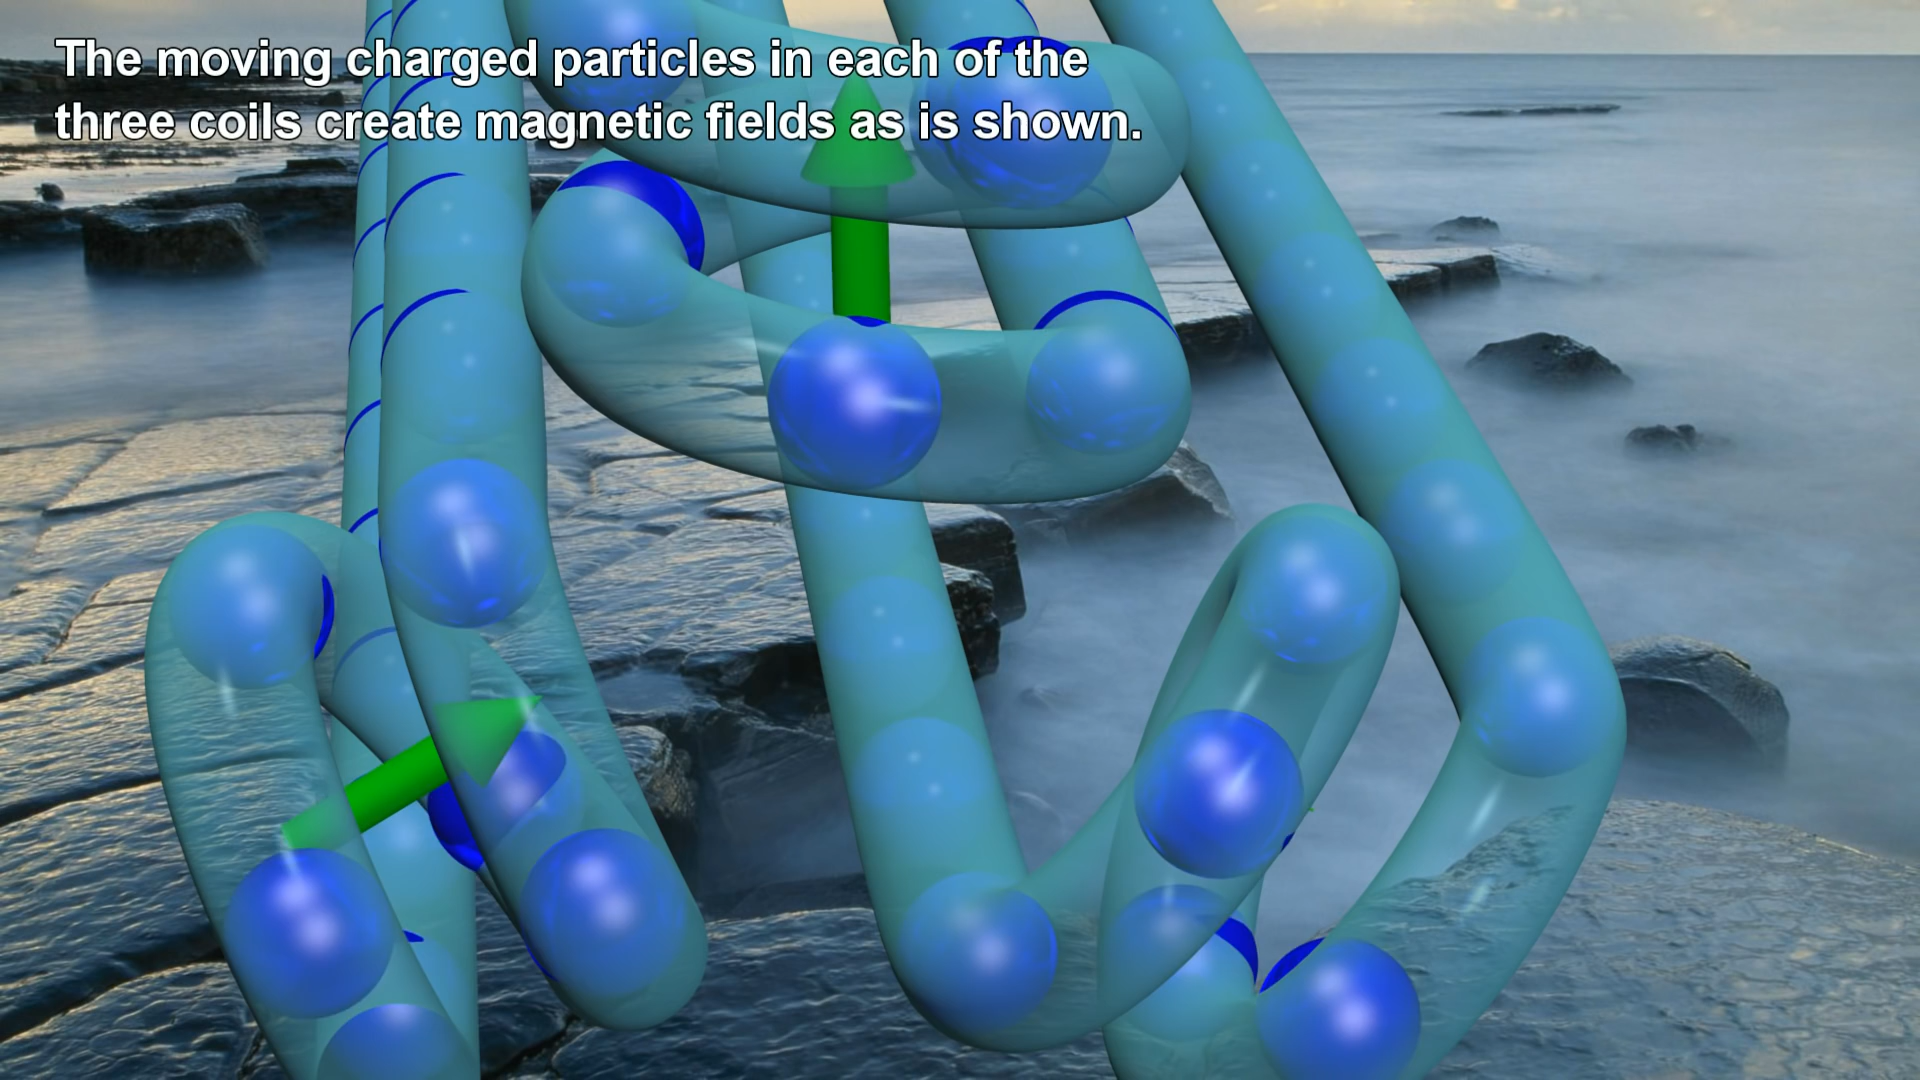 The moving charged particles in each of the
three coils create magnetic fields as is shown.